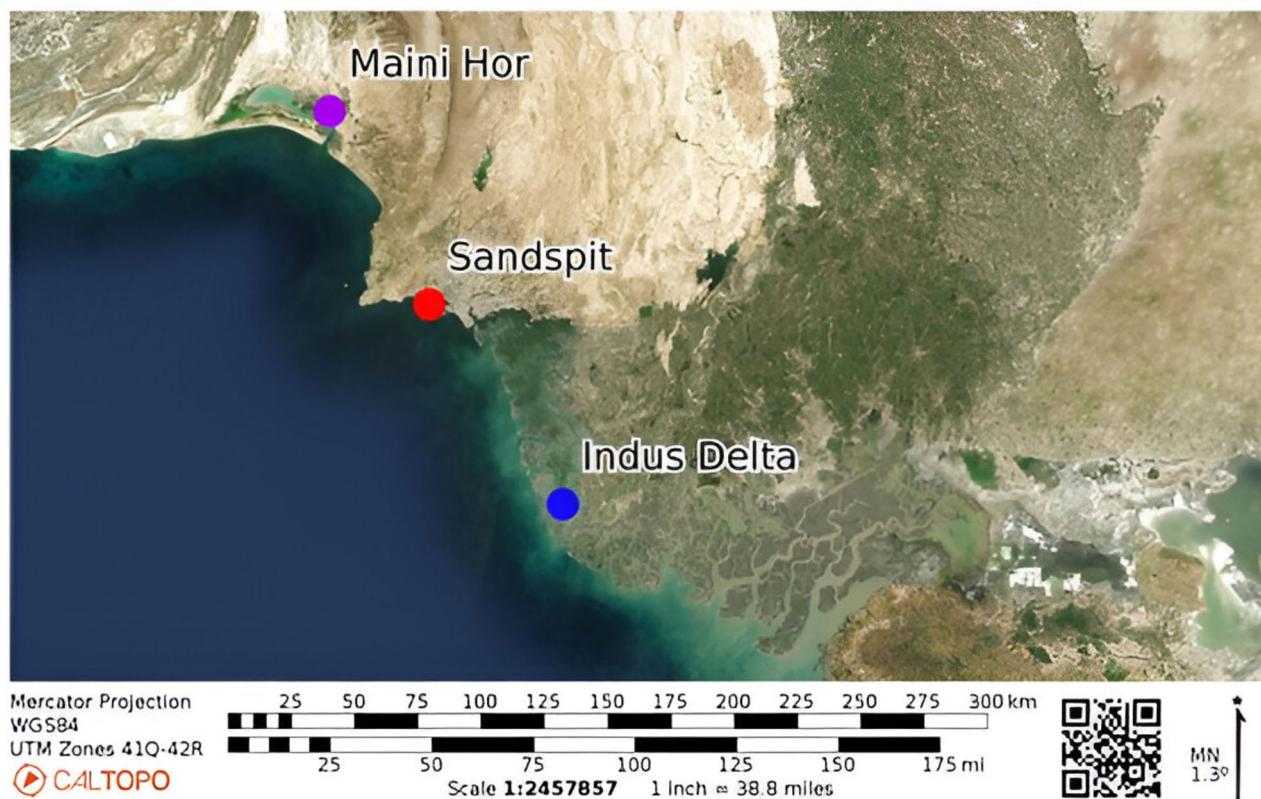 Maini Hor
Sandspit
Indus Delta
Mercator Projection
WGS84
UTM Zones 41Q-42R
CALTOPO
25 50 75 100 125 150 175 200 225 250 275 300 km
25 50 75 100 125 150 175 mi
Scale 1:2457857 1 inch = 38.8 miles
MN
1.3º